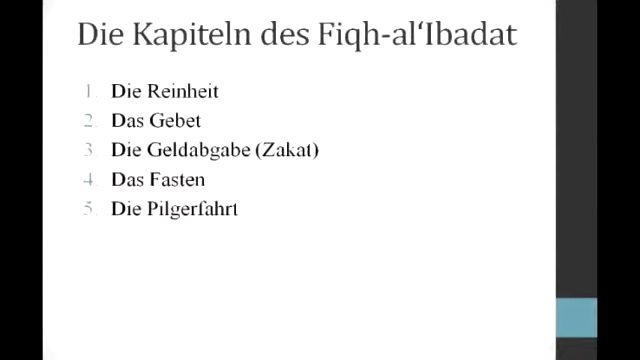 Die Kapiteln des Fiqh-al‘Ibadat
1. Die Reinheit
2. Das Gebet
3. Die Geldabgabe (Zakat)
4. Das Fasten
5. Die Pilgerfahrt